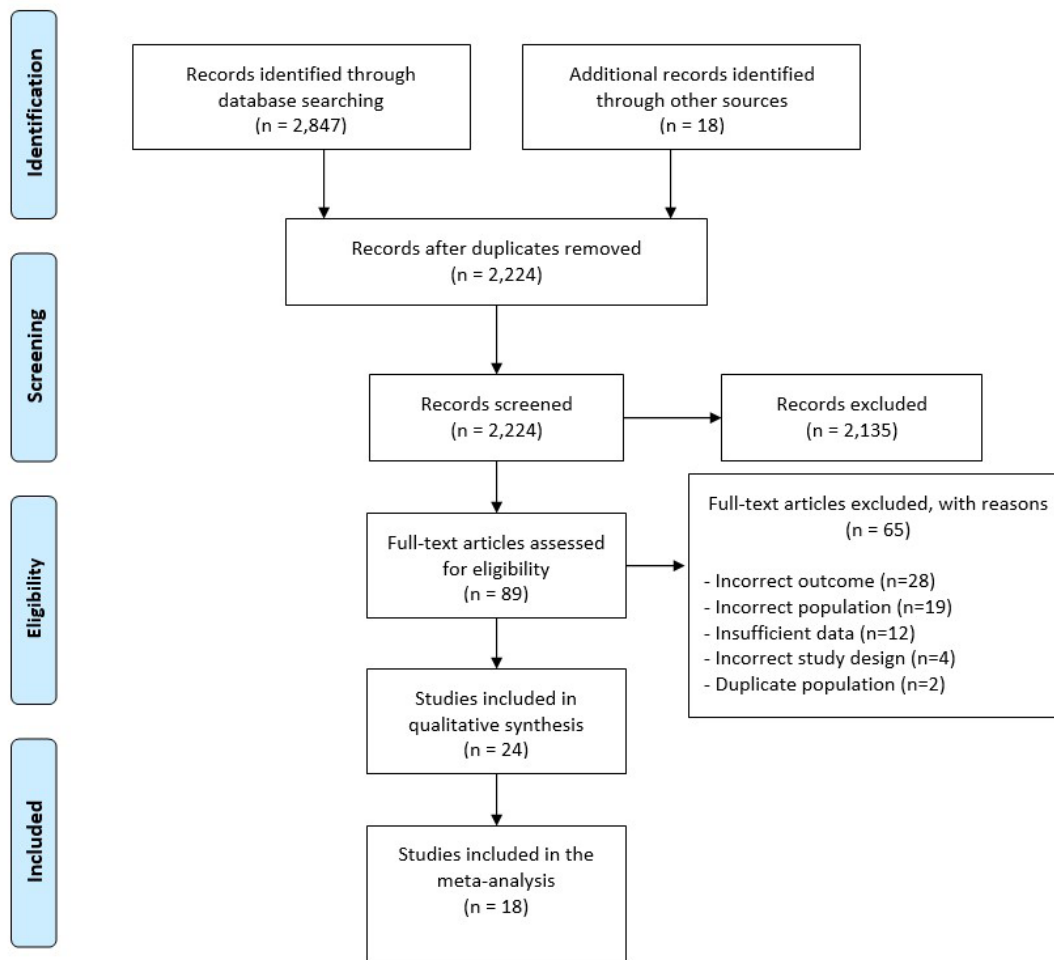 Identification
Records identified through
database searching
(n = 2,847)
Additional records identified
through other sources
(n = 18)
Records after duplicates removed
(n = 2,224)
Screening
Records screened
(n = 2,224)
Records excluded
(n = 2,135)
Eligibility
Full-text articles assessed
for eligibility
(n = 89)
Full-text articles excluded, with reasons
(n = 65)
- Incorrect outcome (n=28)
- Incorrect population (n=19)
- Insufficient data (n=12)
- Incorrect study design (n=4)
- Duplicate population (n=2)
Studies included in
qualitative synthesis
(n = 24)
Included
Studies included in the
meta-analysis
(n = 18)